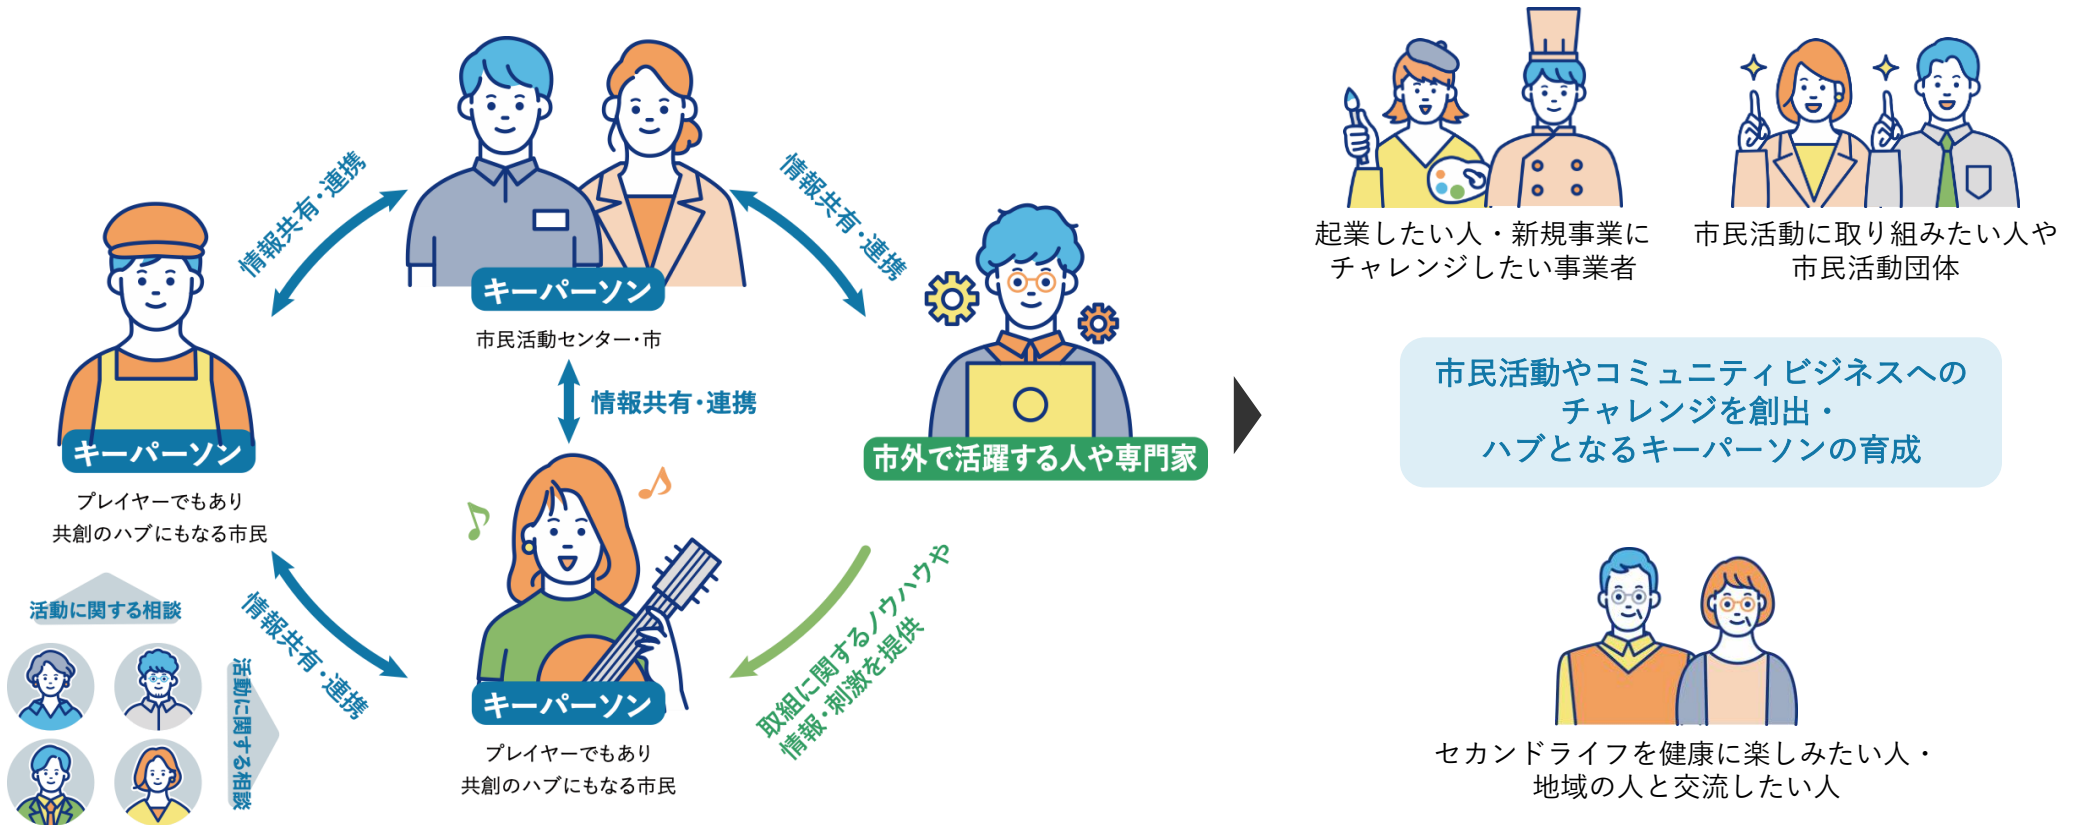 情報共有・連携
キーパーソン
市民活動センター・市
情報共有・連携
キーパーソン
プレイヤーでもあり
共創のハブにもなる市民
情報共有・連携
市外で活躍する人や専門家
活動に関する相談
活動に関する相談
情報共有・連携
キーパーソン
プレイヤーでもあり
共創のハブにもなる市民
取組に関するノウハウや
情報・刺激を提供
起業したい人・新規事業に
チャレンジしたい事業者
市民活動に取り組みたい人や
市民活動団体
市民活動やコミュニティビジネスへの
チャレンジを創出・
ハブとなるキーパーソンの育成
セカンドライフを健康に楽しみたい人・
地域の人と交流したい人